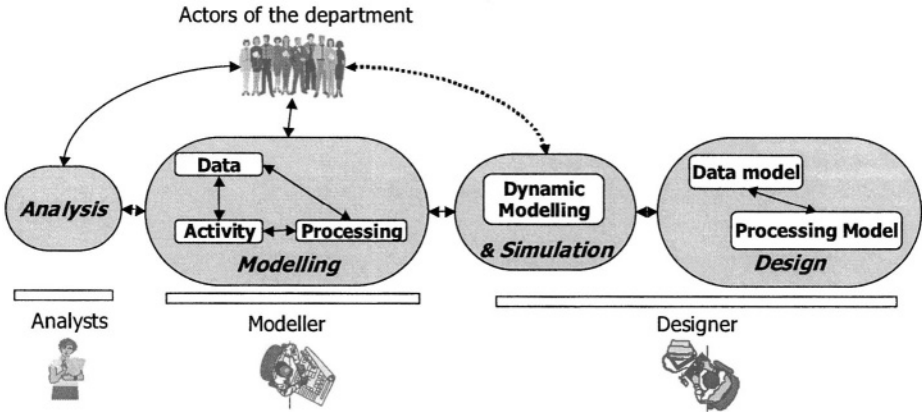 Actors of the department
Analysis
Data
Activity
Processing
Modelling
Dynamic
Modelling
& Simulation
Data model
Processing Model
Design
Analysts
Modeller
Designer